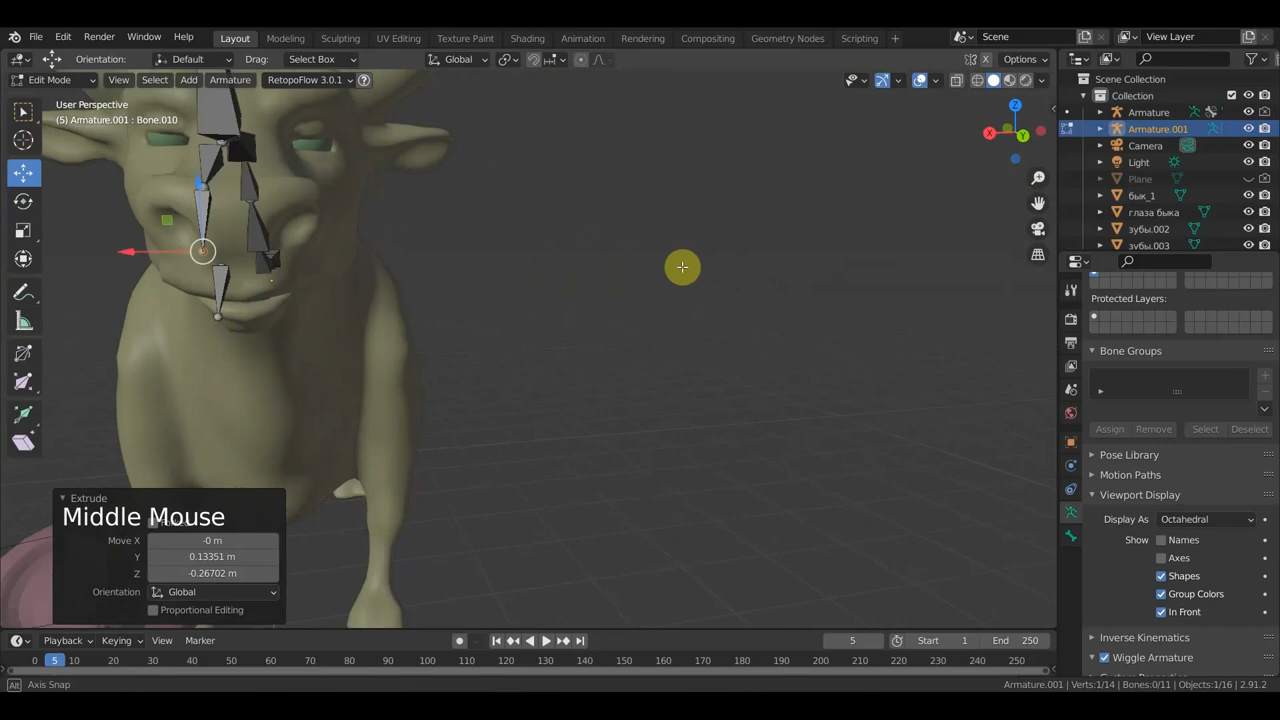 File Edit Render Window Help Layout Modeling Sculpting UV Editing Texture Paint Shading Animation Rendering Compositing Geometry Nodes Scripting + Scene View Layer
Orientation: Default Drag: Select Box Global X Options
Edit Mode View Select Add Armature RetopoFlow 3.0.1 ?
User Perspective
(5) Armature.001 : Bone.010
Z
X
Y
Scene Collection
Collection
Armature
Armature.001
Camera
Light
Plane
бык_1
глаза быка
зубы.002
зубы.003
Protected Layers:
Bone Groups
Assign Remove Select Deselect
Pose Library
Motion Paths
Viewport Display
Display As Octahedral
Show Names
Axes
Shapes
Group Colors
In Front
Inverse Kinematics
Wiggle Armature
Extrude
Middle Mouse
Move X -0 m
Y 0.13351 m
Z -0.26702 m
Orientation Global
Proportional Editing
Playback Keying View Marker 5 Start 1 End 250
0 5 10 20 30 40 50 60 70 80 90 100 110 120 130 140 150 160 170 180 190 200 210 220 230 240 250
Alt Axis Snap Armature.001 | Verts:1/14 | Bones:0/11 | Objects:1/16 | 2.91.2